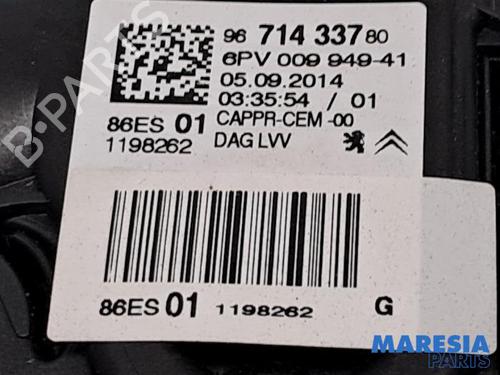 96 714 337 80
6PV 009 949-41
05.09.2014
03:35:54 / 01
86ES 01 CAPPR-CEM -00
1198262 DAG LVV
86ES 01 1198262 G
B-PARTS
MARESIA
PARTS